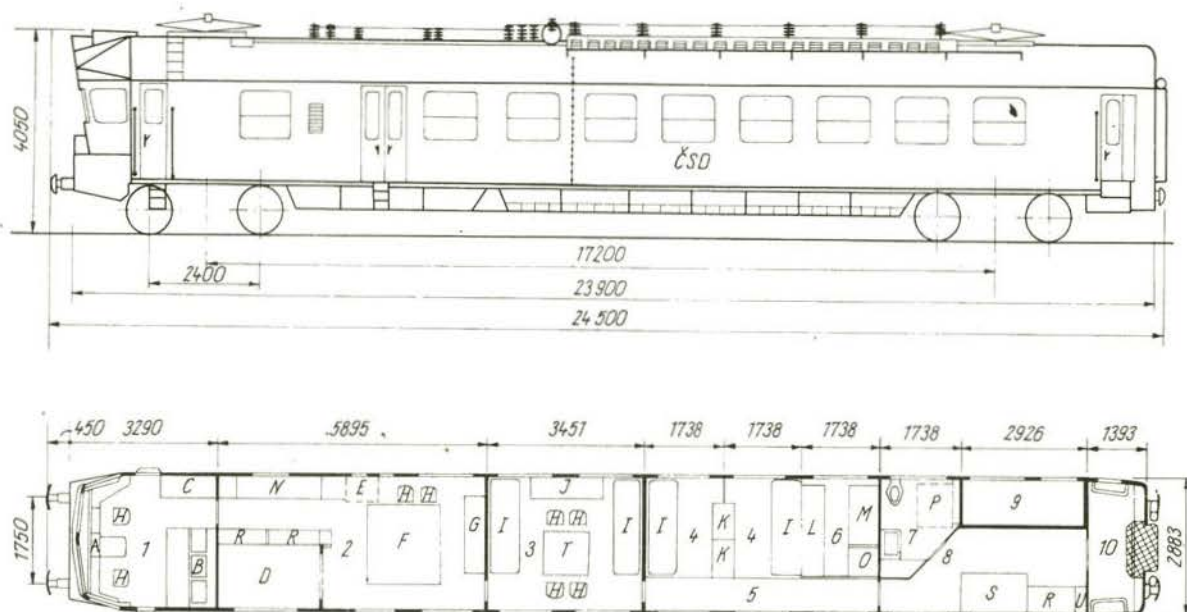 4050
ČSD
2400
17200
23900
24500
450 3290 5895 3451 1738 1738 1738 1738 2926 1393
1750
2883
C N E H H J
G
I I I
K K
L M
P
9
A H 1 B
R R 2 F
3 T
4 4 I 6
O
7 8
10
H D
H H
H H
5
S R U